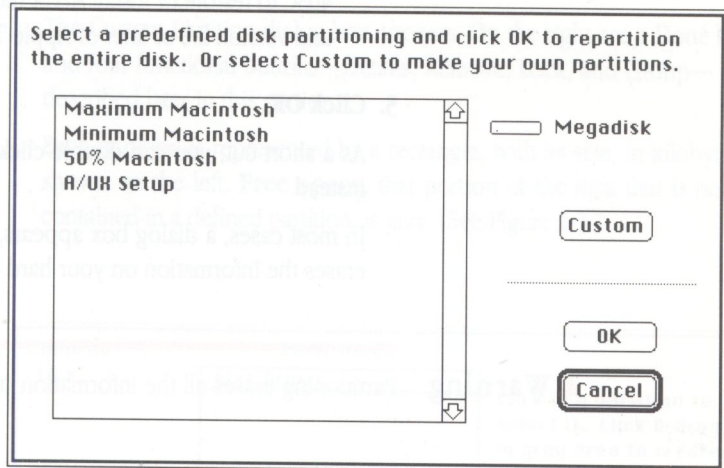 Select a predefined disk partitioning and click OK to repartition
the entire disk. Or select Custom to make your own partitions.
Maximum Macintosh
Minimum Macintosh
50% Macintosh
A/UX Setup
Megadisk
Custom
OK
Cancel